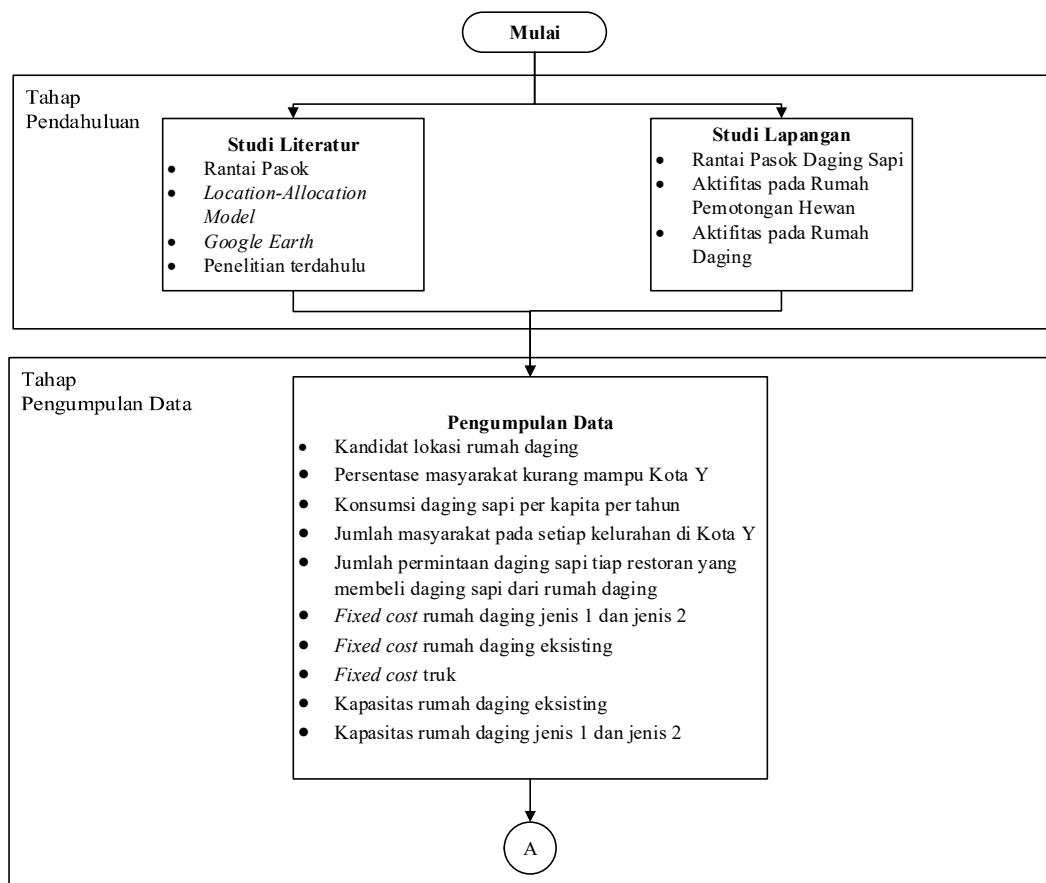 Mulai
Tahap
Pendahuluan
Studi Literatur
• Rantai Pasok
• Location-Allocation
Model
• Google Earth
• Penelitian terdahulu
Studi Lapangan
• Rantai Pasok Daging Sapi
• Aktifitas pada Rumah
Pemotongan Hewan
• Aktifitas pada Rumah
Daging
Tahap
Pengumpulan Data
Pengumpulan Data
• Kandidat lokasi rumah daging
• Persentase masyarakat kurang mampu Kota Y
• Konsumsi daging sapi per kapita per tahun
• Jumlah masyarakat pada setiap kelurahan di Kota Y
• Jumlah permintaan daging sapi tiap restoran yang
membeli daging sapi dari rumah daging
• Fixed cost rumah daging jenis 1 dan jenis 2
• Fixed cost rumah daging eksisting
• Fixed cost truk
• Kapasitas rumah daging eksisting
• Kapasitas rumah daging jenis 1 dan jenis 2
A